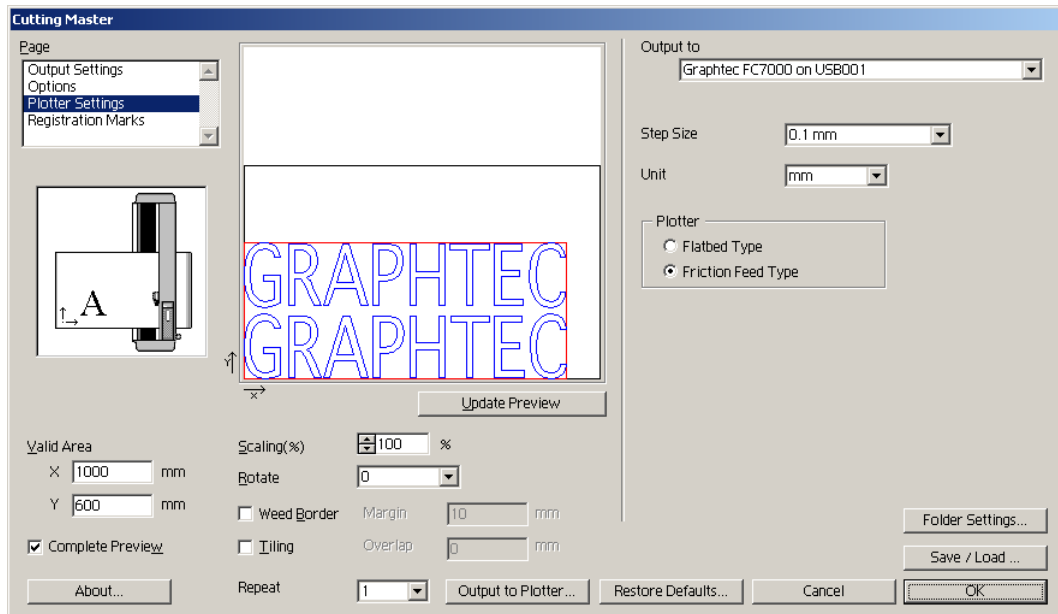 Cutting Master
Page
Output Settings
Options
Plotter Settings
Registration Marks
A
GRAPHTEC
GRAPHTEC
Y
X
Update Preview
Output to
Graphtec FC7000 on USB001
Step Size 0.1 mm
Unit mm
Plotter
Flatbed Type
Friction Feed Type
Valid Area
X 1000 mm
Y 600 mm
Complete Preview
About...
Scaling(%) 100 %
Rotate 0
Weed Border Margin 10 mm
Tiling Overlap 0 mm
Repeat 1
Output to Plotter...
Restore Defaults...
Folder Settings...
Save / Load ...
Cancel
OK